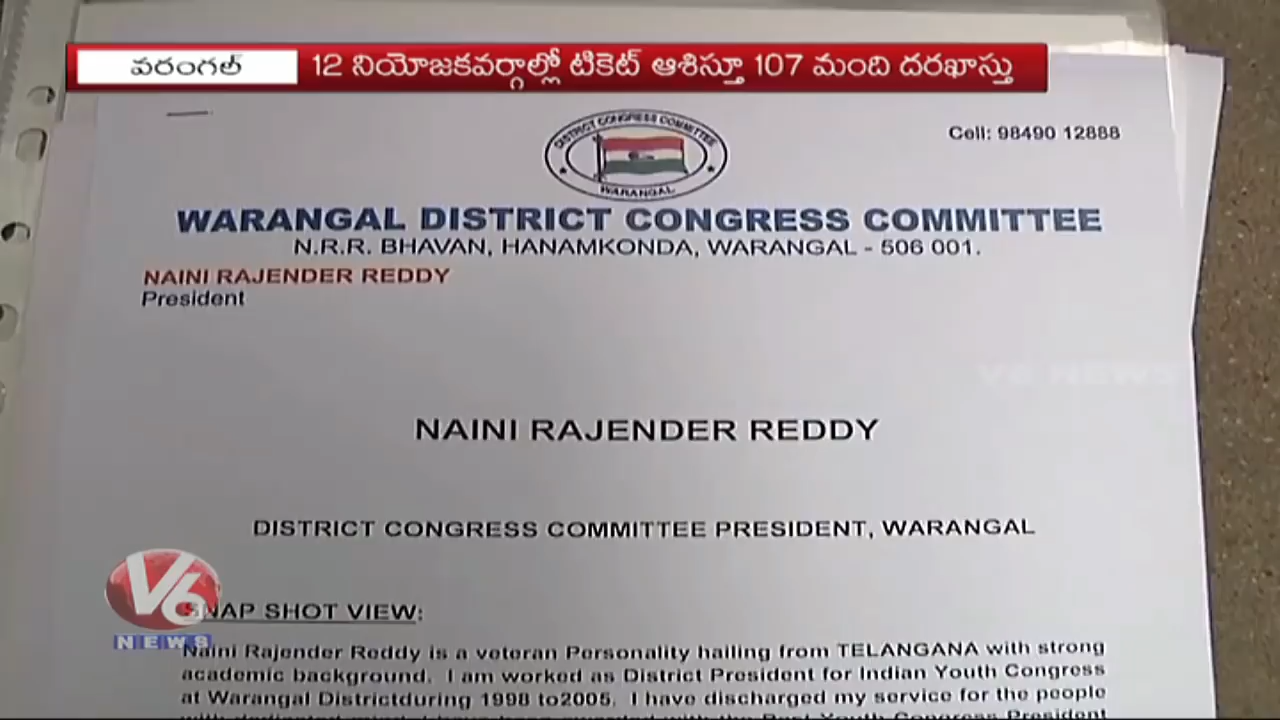 వరంగల్ 12 నియోజకవర్గాల్లో టికెట్ ఆశిస్తూ 107 మంది దరఖాస్తు
DISTRICT CONGRESS COMMITTEE
WARANGAL
Cell: 98490 12888
WARANGAL DISTRICT CONGRESS COMMITTEE
N.R.R. BHAVAN, HANAMKONDA, WARANGAL - 506 001.
NAINI RAJENDER REDDY
President
V6 NEWS
NAINI RAJENDER REDDY
DISTRICT CONGRESS COMMITTEE PRESIDENT, WARANGAL
SNAP SHOT VIEW:
V6
NEWS
Naini Rajender Reddy is a veteran Personality hailing from TELANGANA with strong
academic background. I am worked as District President for Indian Youth Congress
at Warangal Districtduring 1998 to2005. I have discharged my service for the people